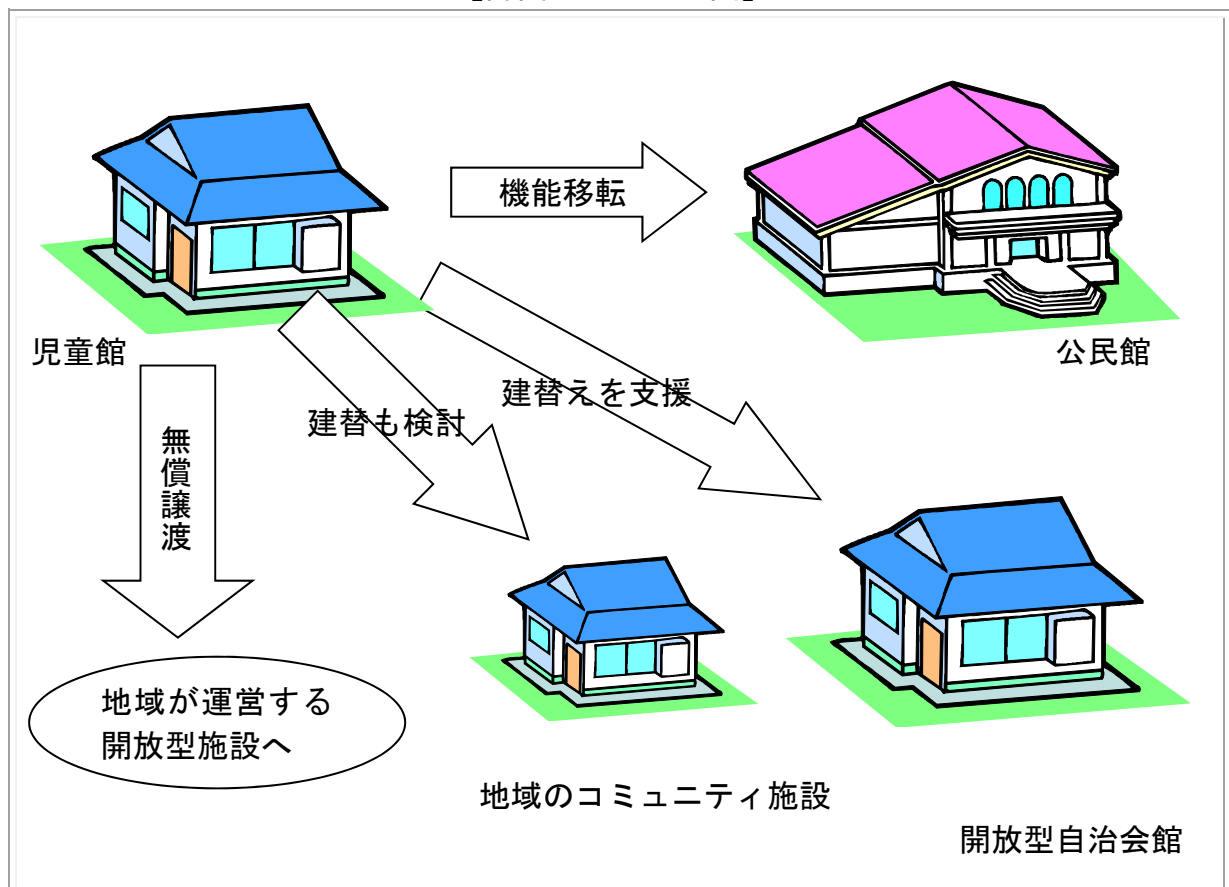 機能移転
児童館
公民館
建替えを支援
建替も検討
無償譲渡
地域が運営する
開放型施設へ
地域のコミュニティ施設
開放型自治会館